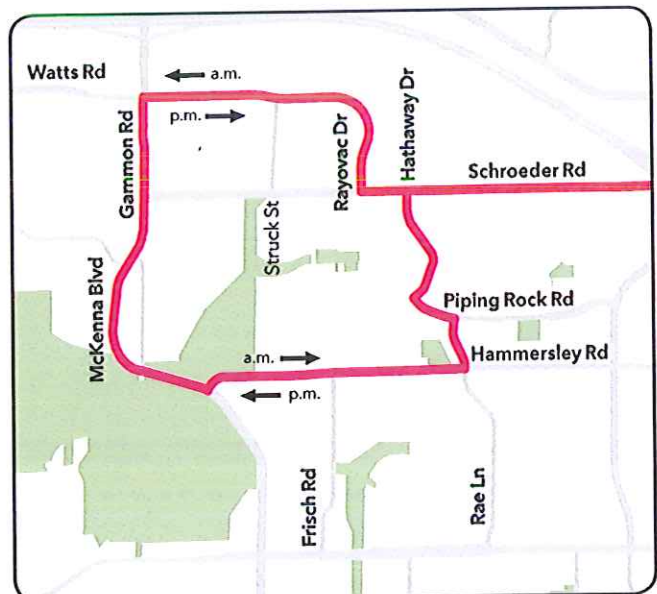 Watts Rd
a.m.
p.m.
Gammon Rd
Rayovac Dr
Hathaway Dr
Schroeder Rd
Struck St
McKenna Blvd
Piping Rock Rd
a.m.
Hammersley Rd
p.m.
Frisch Rd
Rae Ln